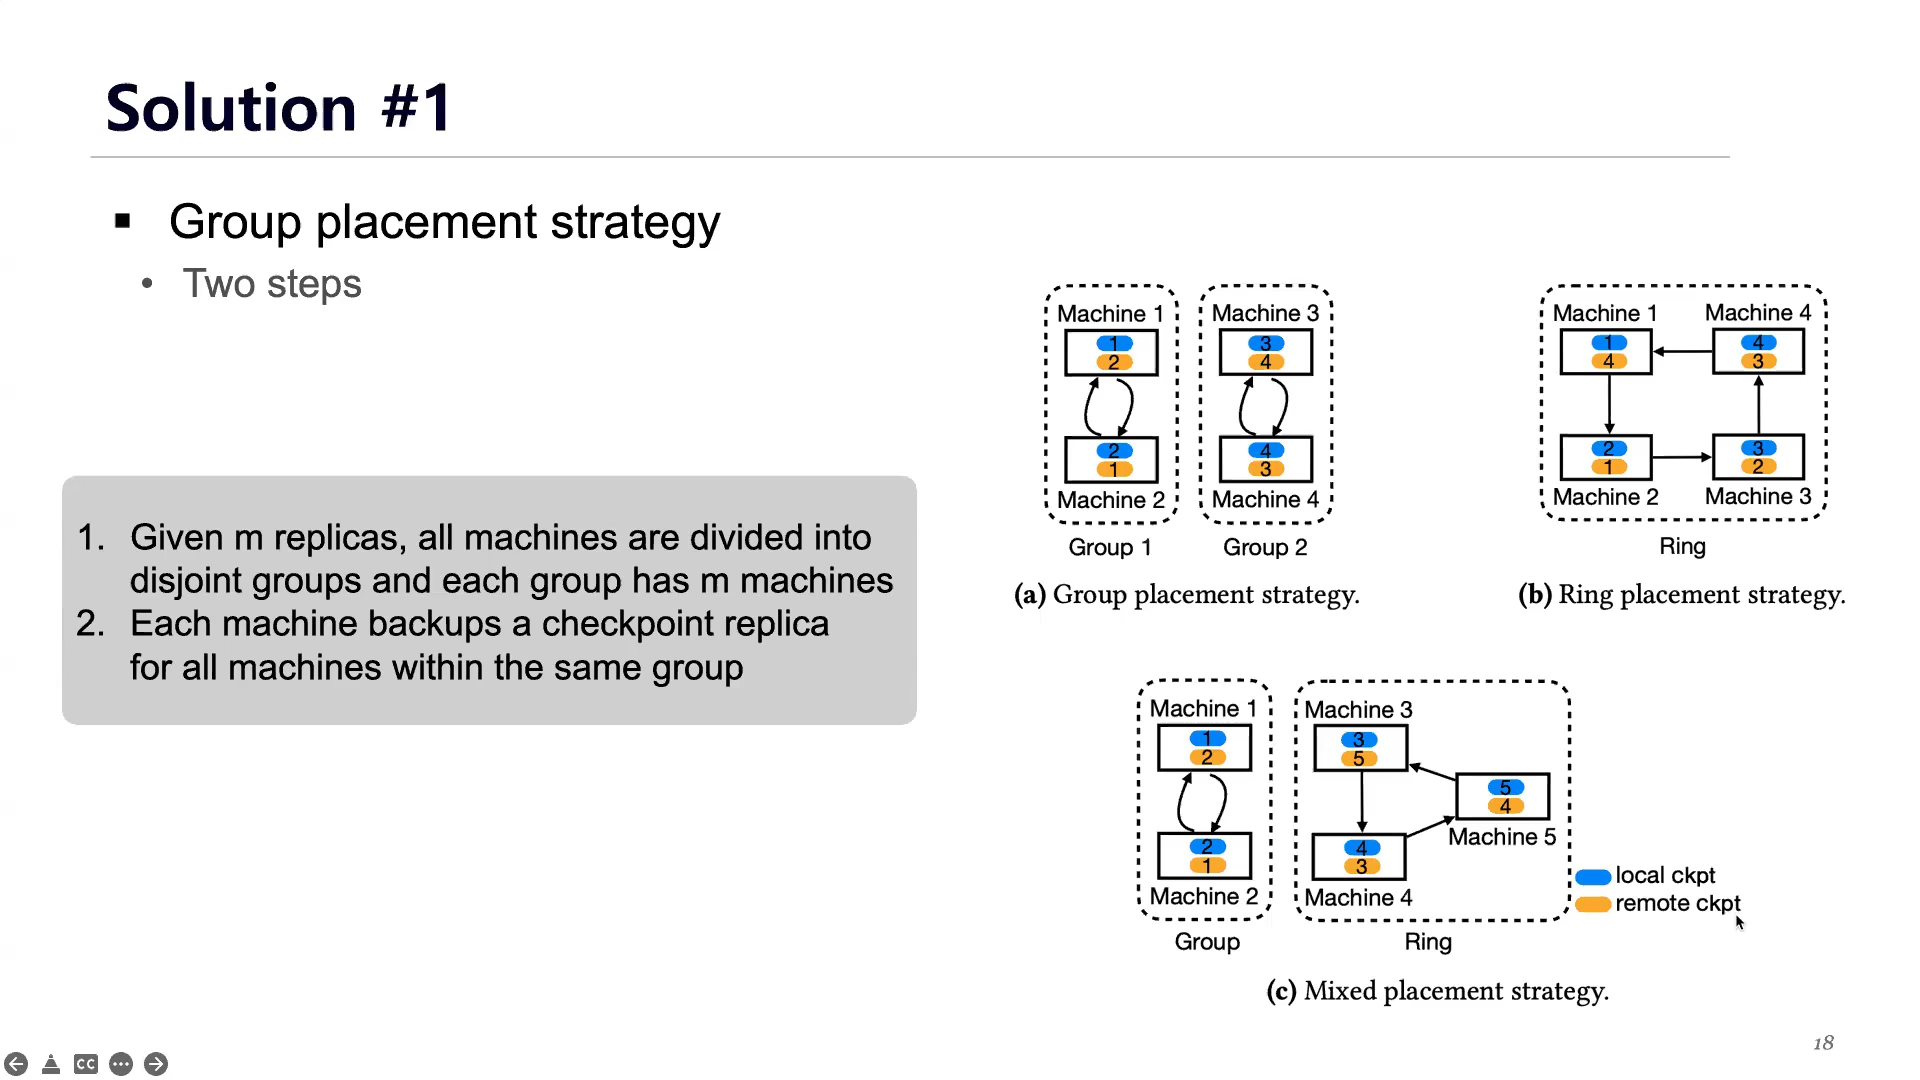 Solution #1
▪ Group placement strategy
• Two steps
1. Given m replicas, all machines are divided into
disjoint groups and each group has m machines
2. Each machine backups a checkpoint replica
for all machines within the same group
Machine 1
1
2
2
1
Machine 2
Group 1
Machine 3
3
4
4
3
Machine 4
Group 2
(a) Group placement strategy.
Machine 1
1
4
Machine 4
4
3
2
1
Machine 2
3
2
Machine 3
Ring
(b) Ring placement strategy.
Machine 1
1
2
2
1
Machine 2
Group
Machine 3
3
5
5
4
Machine 5
4
3
Machine 4
Ring
local ckpt
remote ckpt
(c) Mixed placement strategy.
18
CC